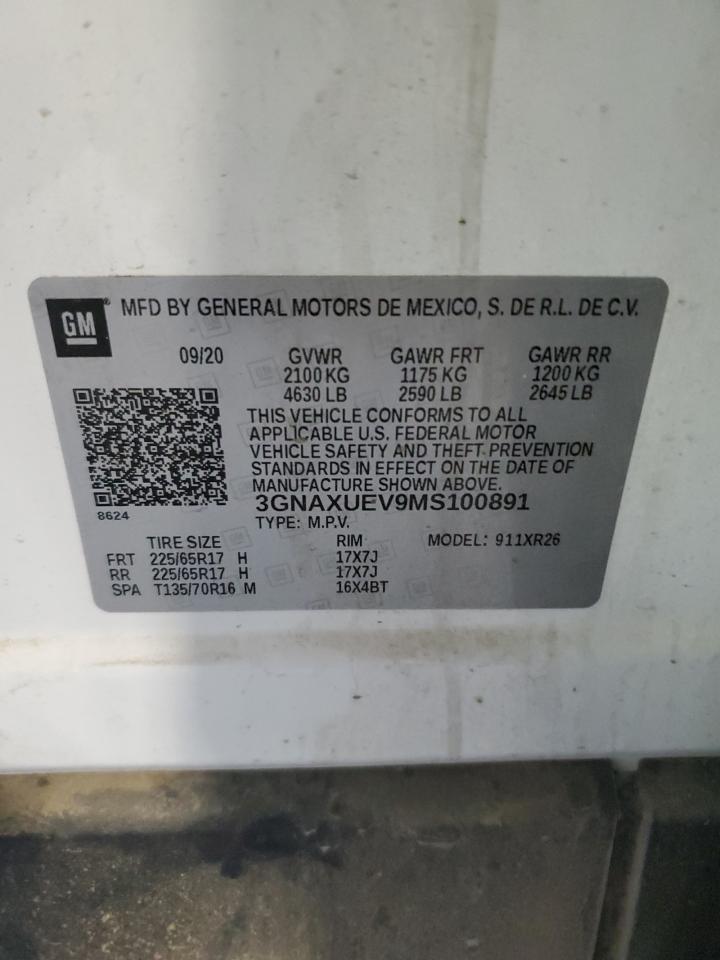 GM ® MFD BY GENERAL MOTORS DE MEXICO, S. DE R.L. DE C.V.
09/20 GVWR GAWR FRT GAWR RR
2100 KG 1175 KG 1200 KG
4630 LB 2590 LB 2645 LB
THIS VEHICLE CONFORMS TO ALL
APPLICABLE U.S. FEDERAL MOTOR
VEHICLE SAFETY AND THEFT PREVENTION
STANDARDS IN EFFECT ON THE DATE OF
MANUFACTURE SHOWN ABOVE.
3GNAXUEV9MS100891
8624
TYPE: M.P.V.
TIRE SIZE RIM MODEL: 911XR26
FRT 225/65R17 H 17X7J
RR 225/65R17 H 17X7J
SPA T135/70R16 M 16X4BT